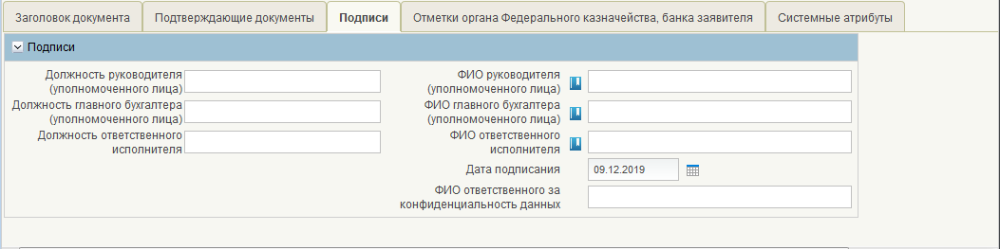 Заголовок документа
Подтверждающие документы
Подписи
Отметки органа Федерального казначейства, банка заявителя
Системные атрибуты
Подписи
Должность руководителя
(уполномоченного лица)
ФИО руководителя
(уполномоченного лица)
Должность главного бухгалтера
(уполномоченного лица)
ФИО главного бухгалтера
(уполномоченного лица)
Должность ответственного
исполнителя
ФИО ответственного
исполнителя
Дата подписания
09.12.2019
ФИО ответственного за
конфиденциальность данных